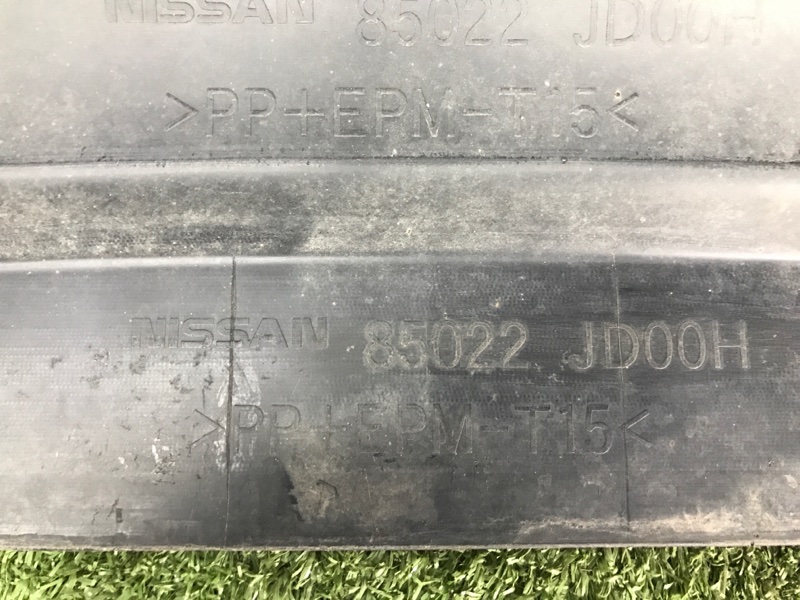 NISSAN 85022 JD00H
>PP+EPM-T15<
NISSAN 85022 JD00H
>PP+EPM-T15<